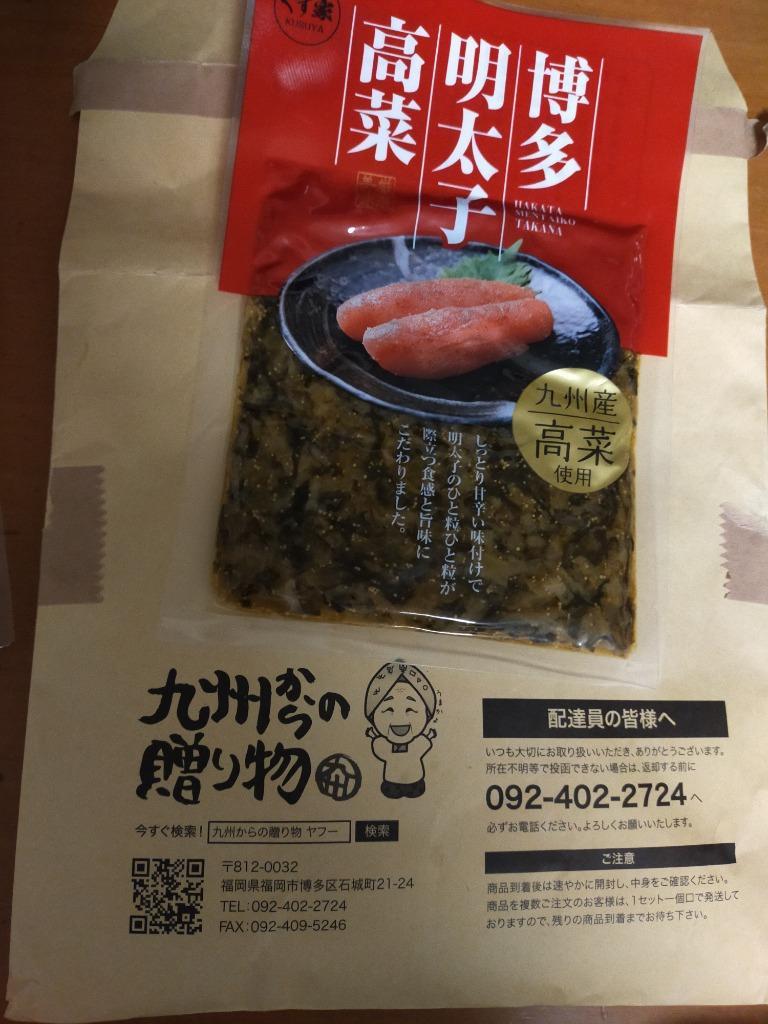 くす家
KUSUYA
博多
明太子
高菜
HAKATA
MENTAIKO
TAKANA
九州産
高菜
使用
しっとり甘辛い味付けで
明太子のひと粒ひと粒が
際立つ食感と旨味に
こだわりました。
九州からの
贈り物
配達員の皆様へ
いつも大切にお取り扱いいただき、ありがとうございます。
所在不明等で投函できない場合は、返却する前に
092-402-2724へ
必ずお電話ください。よろしくお願いいたします。
今すぐ検索! 九州からの贈り物 ヤフー 検索
〒812-0032
福岡県福岡市博多区石城町21-24
TEL:092-402-2724
FAX:092-409-5246
ご注意
商品到着後は速やかに開封し、中身をご確認ください。
商品を複数ご注文のお客様は、1セット一個口で発送して
おりますので、残りの商品到着までお待ち下さい。